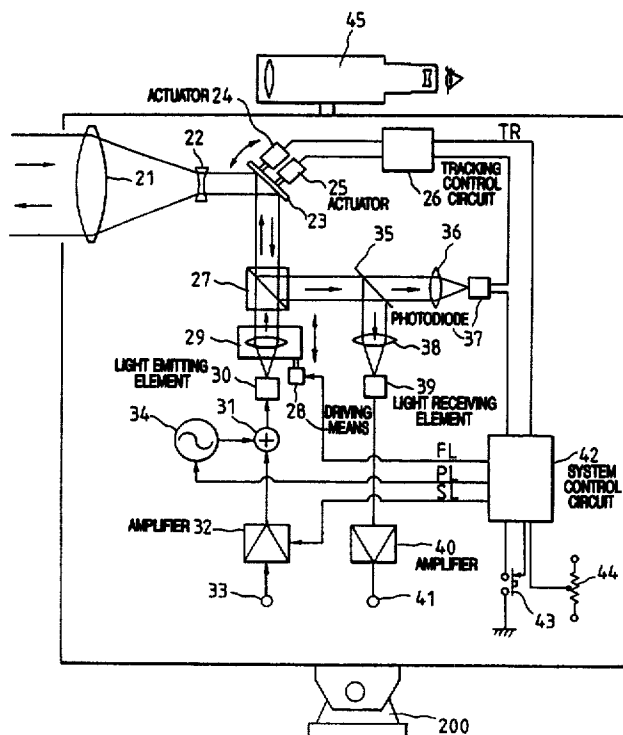 45
ACTUATOR 24
TR
22
21
25
ACTUATOR
23
26
TRACKING
CONTROL
CIRCUIT
35
36
27
PHOTODIODE
37
29
38
LIGHT EMITTING
ELEMENT
30
28
DRIVING
MEANS
39
LIGHT RECEIVING
ELEMENT
34
31
FL
PL
SL
42
SYSTEM
CONTROL
CIRCUIT
AMPLIFIER 32
40
AMPLIFIER
44
33
41
43
200